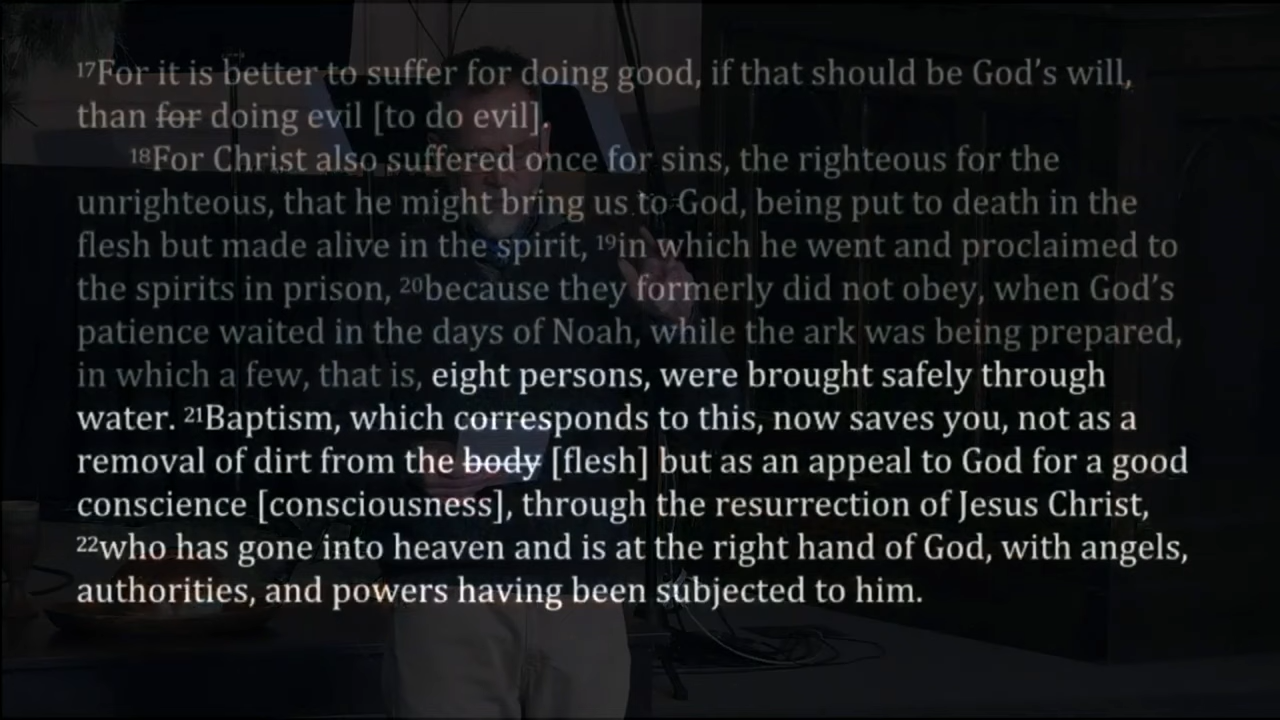 17For it is better to suffer for doing good, if that should be God's will,
than for doing evil [to do evil].
18For Christ also suffered once for sins, the righteous for the
unrighteous, that he might bring us to God, being put to death in the
flesh but made alive in the spirit, 19in which he went and proclaimed to
the spirits in prison, 20because they formerly did not obey, when God's
patience waited in the days of Noah, while the ark was being prepared,
in which a few, that is, eight persons, were brought safely through
water. 21Baptism, which corresponds to this, now saves you, not as a
removal of dirt from the body [flesh] but as an appeal to God for a good
conscience [consciousness], through the resurrection of Jesus Christ,
22who has gone into heaven and is at the right hand of God, with angels,
authorities, and powers having been subjected to him.